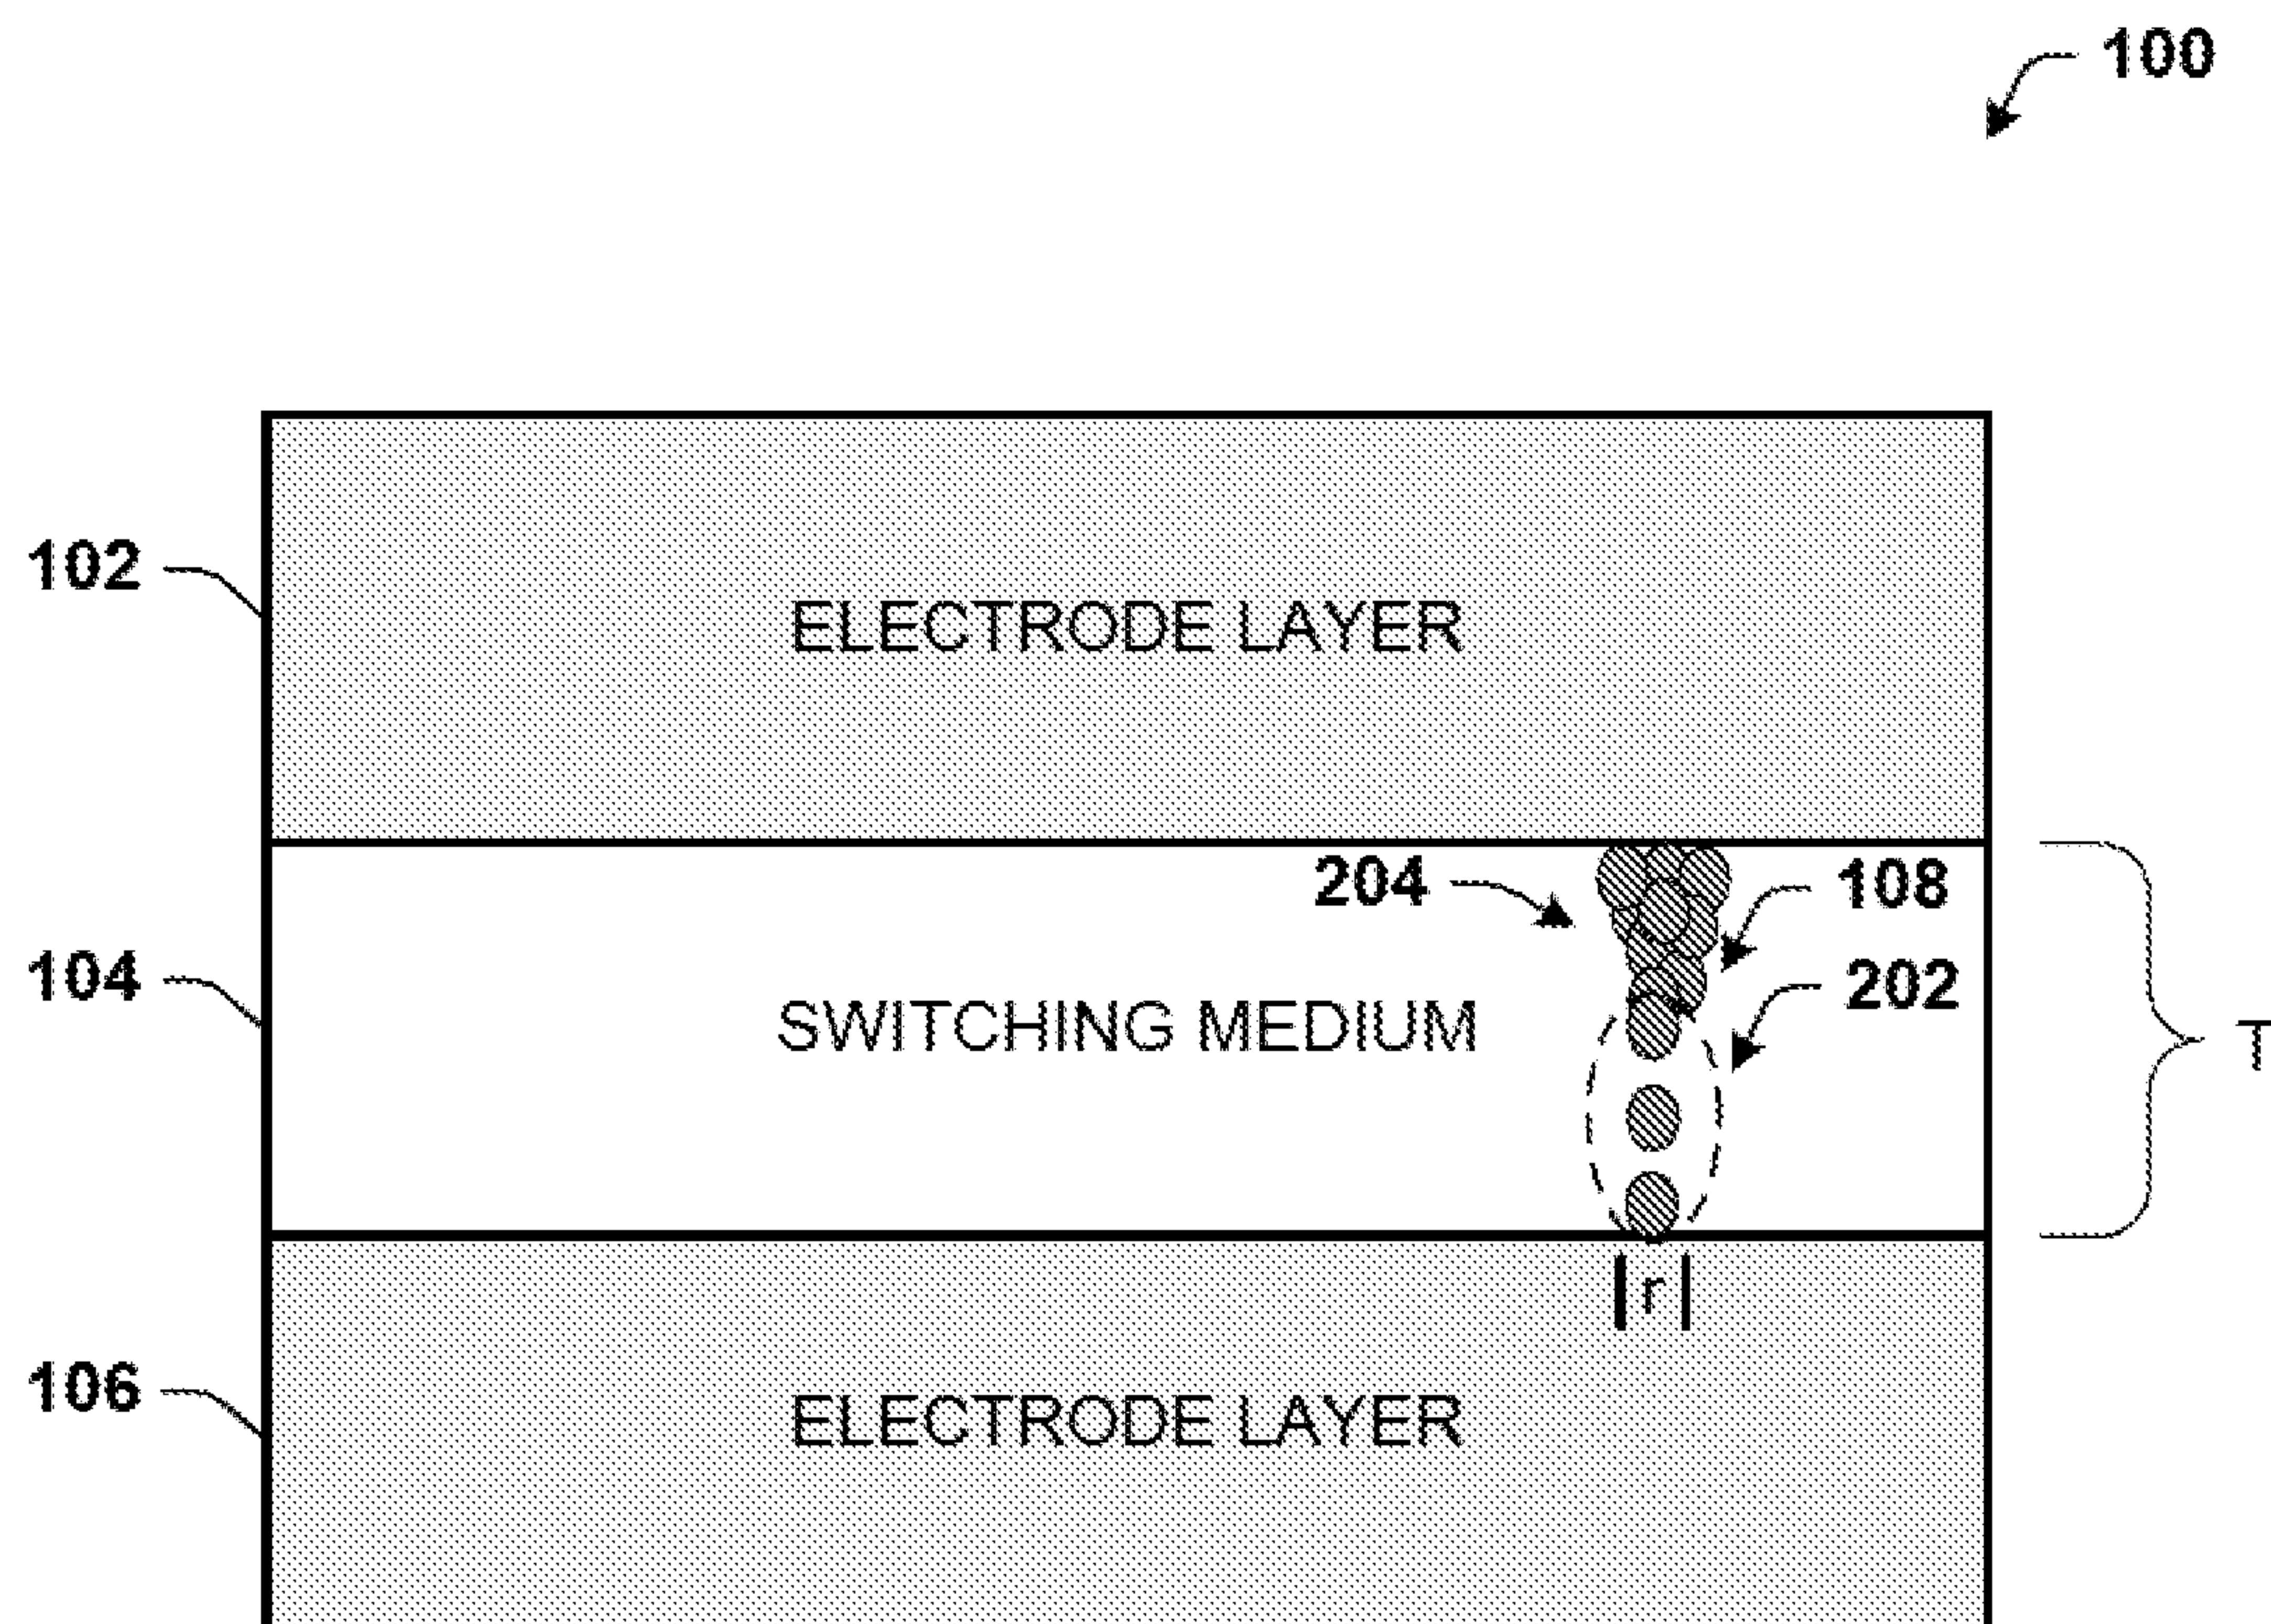 100
102
ELECTRODE LAYER
204
108
104
202
SWITCHING MEDIUM
T
|r|
106
ELECTRODE LAYER